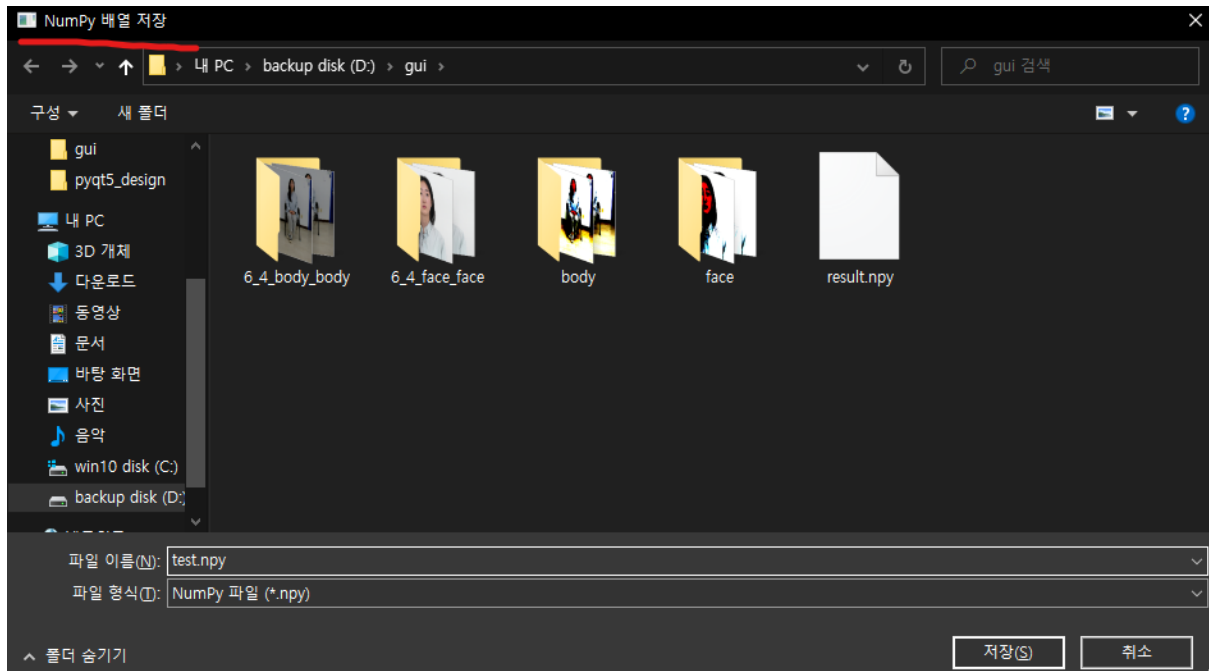 NumPy 배열 저장
내 PC > backup disk (D:) > gui >
gui 검색
구성
새 폴더
gui
pyqt5_design
내 PC
3D 개체
다운로드
동영상
문서
바탕 화면
사진
음악
win10 disk (C:)
backup disk (D:)
6_4_body_body
6_4_face_face
body
face
result.npy
파일 이름(N): test.npy
파일 형식(T): NumPy 파일 (*.npy)
폴더 숨기기
저장(S)
취소